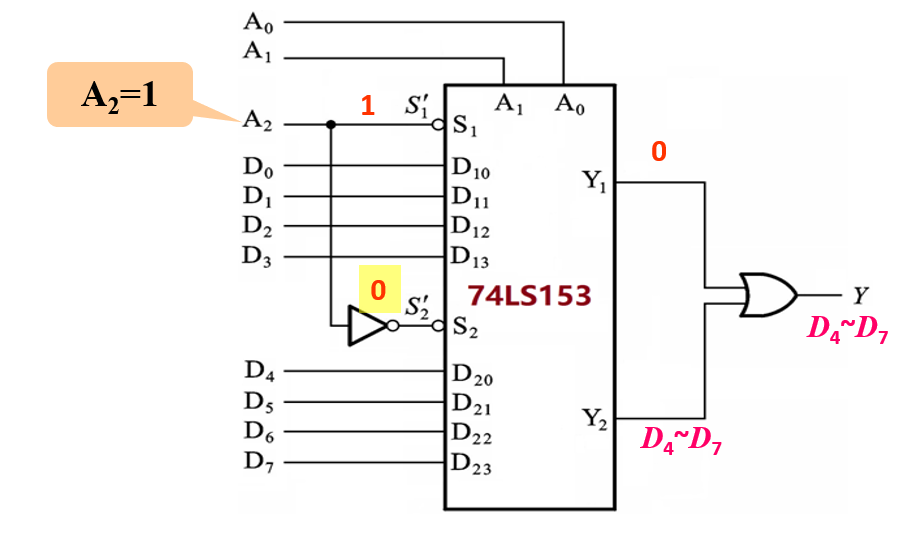 A₀
A₁
A₂=1
A₂
1
S′₁
S₁
A₁
A₀
D₀
D₁₀
D₁
D₁₁
D₂
D₁₂
D₃
D₁₃
Y₁
0
0
S′₂
S₂
74LS153
Y
D₄~D₇
D₄
D₂₀
D₅
D₂₁
D₆
D₂₂
D₇
D₂₃
Y₂
D₄~D₇